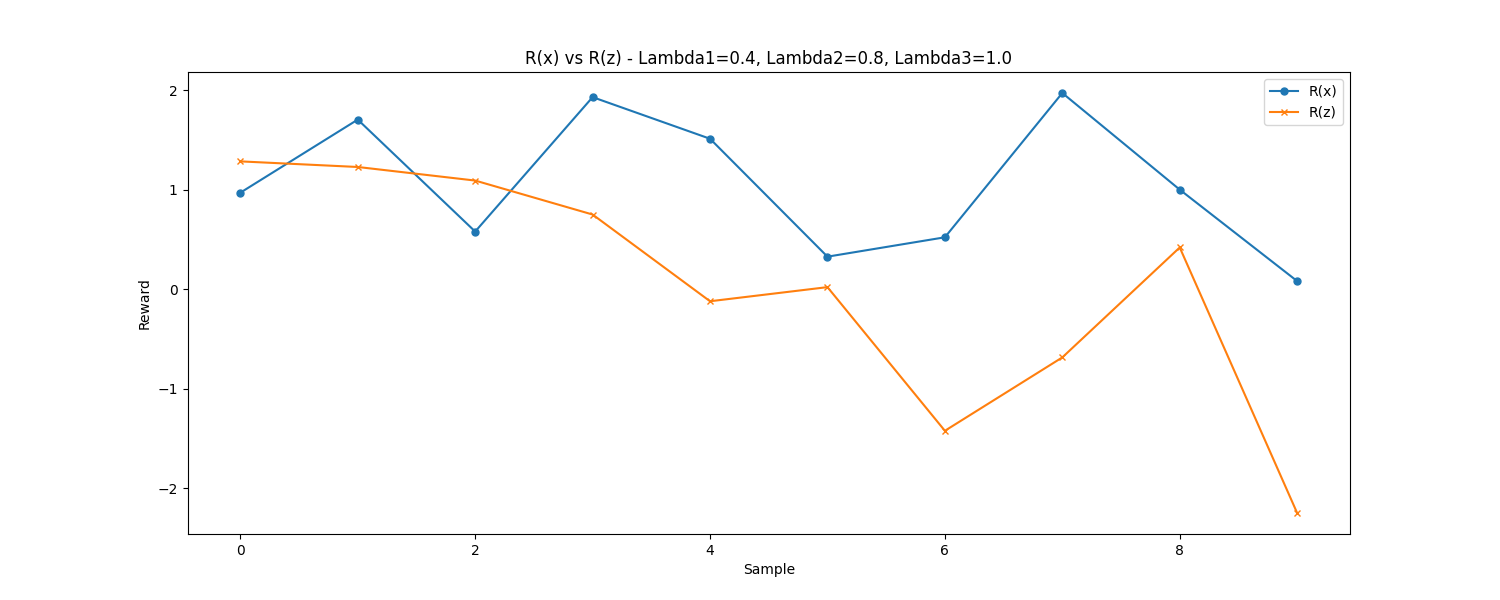 R(x) vs R(z) - Lambda1=0.4, Lambda2=0.8, Lambda3=1.0
R(x)
R(z)
2
1
0
−1
−2
Reward
0 2 4 6 8
Sample